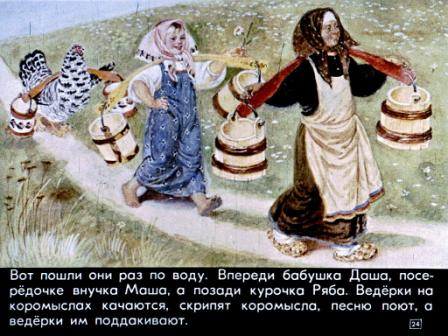 Вот пошли они раз по воду. Впереди бабушка Даша, посе-
рёдочке внучка Маша, а позади курочка Ряба. Ведёрки на
коромыслах качаются, скрипят коромысла, песню поют, а
ведёрки им поддакивают.
24